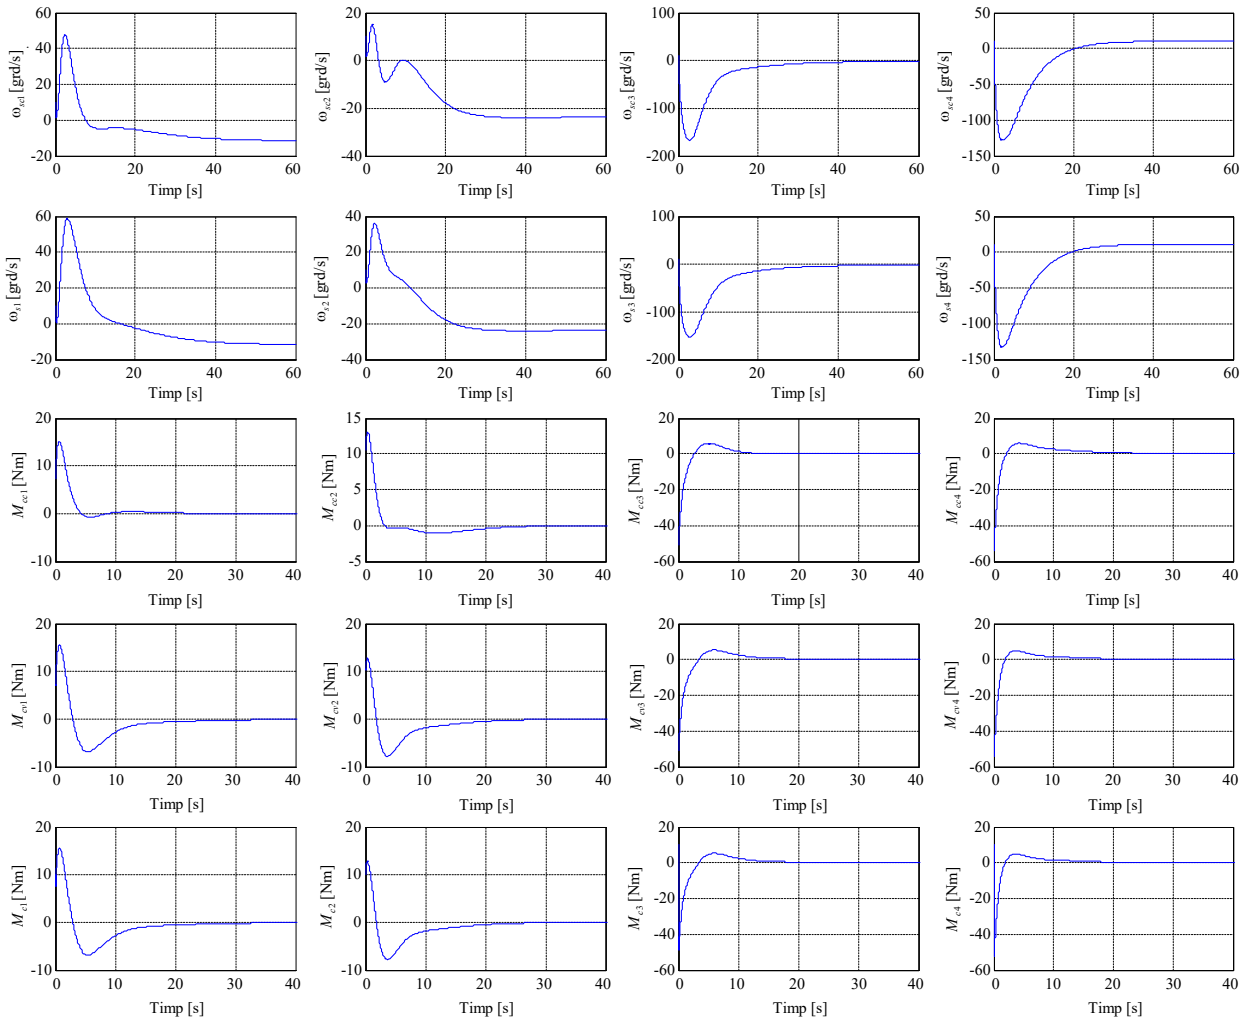 60
40
20
0
-20
ω_sc1 [grd/s]
0 20 40 60
Timp [s]
20
0
-20
-40
ω_sc2 [grd/s]
0 20 40 60
Timp [s]
100
0
-100
-200
ω_sc3 [grd/s]
0 20 40 60
Timp [s]
50
0
-50
-100
-150
ω_sc4 [grd/s]
0 20 40 60
Timp [s]
60
40
20
0
-20
ω_s1 [grd/s]
0 20 40 60
Timp [s]
40
20
0
-20
-40
ω_s2 [grd/s]
0 20 40 60
Timp [s]
100
0
-100
-200
ω_s3 [grd/s]
0 20 40 60
Timp [s]
50
0
-50
-100
-150
ω_s4 [grd/s]
0 20 40 60
Timp [s]
20
10
0
-10
M_cc1 [Nm]
0 10 20 30 40
Timp [s]
15
10
5
0
-5
M_cc2 [Nm]
0 10 20 30 40
Timp [s]
20
0
-20
-40
-60
M_cc3 [Nm]
0 10 20 30 40
Timp [s]
20
0
-20
-40
-60
M_cc4 [Nm]
0 10 20 30 40
Timp [s]
20
10
0
-10
M_cv1 [Nm]
0 10 20 30 40
Timp [s]
20
10
0
-10
M_cv2 [Nm]
0 10 20 30 40
Timp [s]
20
0
-20
-40
-60
M_cv3 [Nm]
0 10 20 30 40
Timp [s]
20
0
-20
-40
-60
M_cv4 [Nm]
0 10 20 30 40
Timp [s]
20
10
0
-10
M_c1 [Nm]
0 10 20 30 40
Timp [s]
20
10
0
-10
M_c2 [Nm]
0 10 20 30 40
Timp [s]
20
0
-20
-40
-60
M_c3 [Nm]
0 10 20 30 40
Timp [s]
20
0
-20
-40
-60
M_c4 [Nm]
0 10 20 30 40
Timp [s]